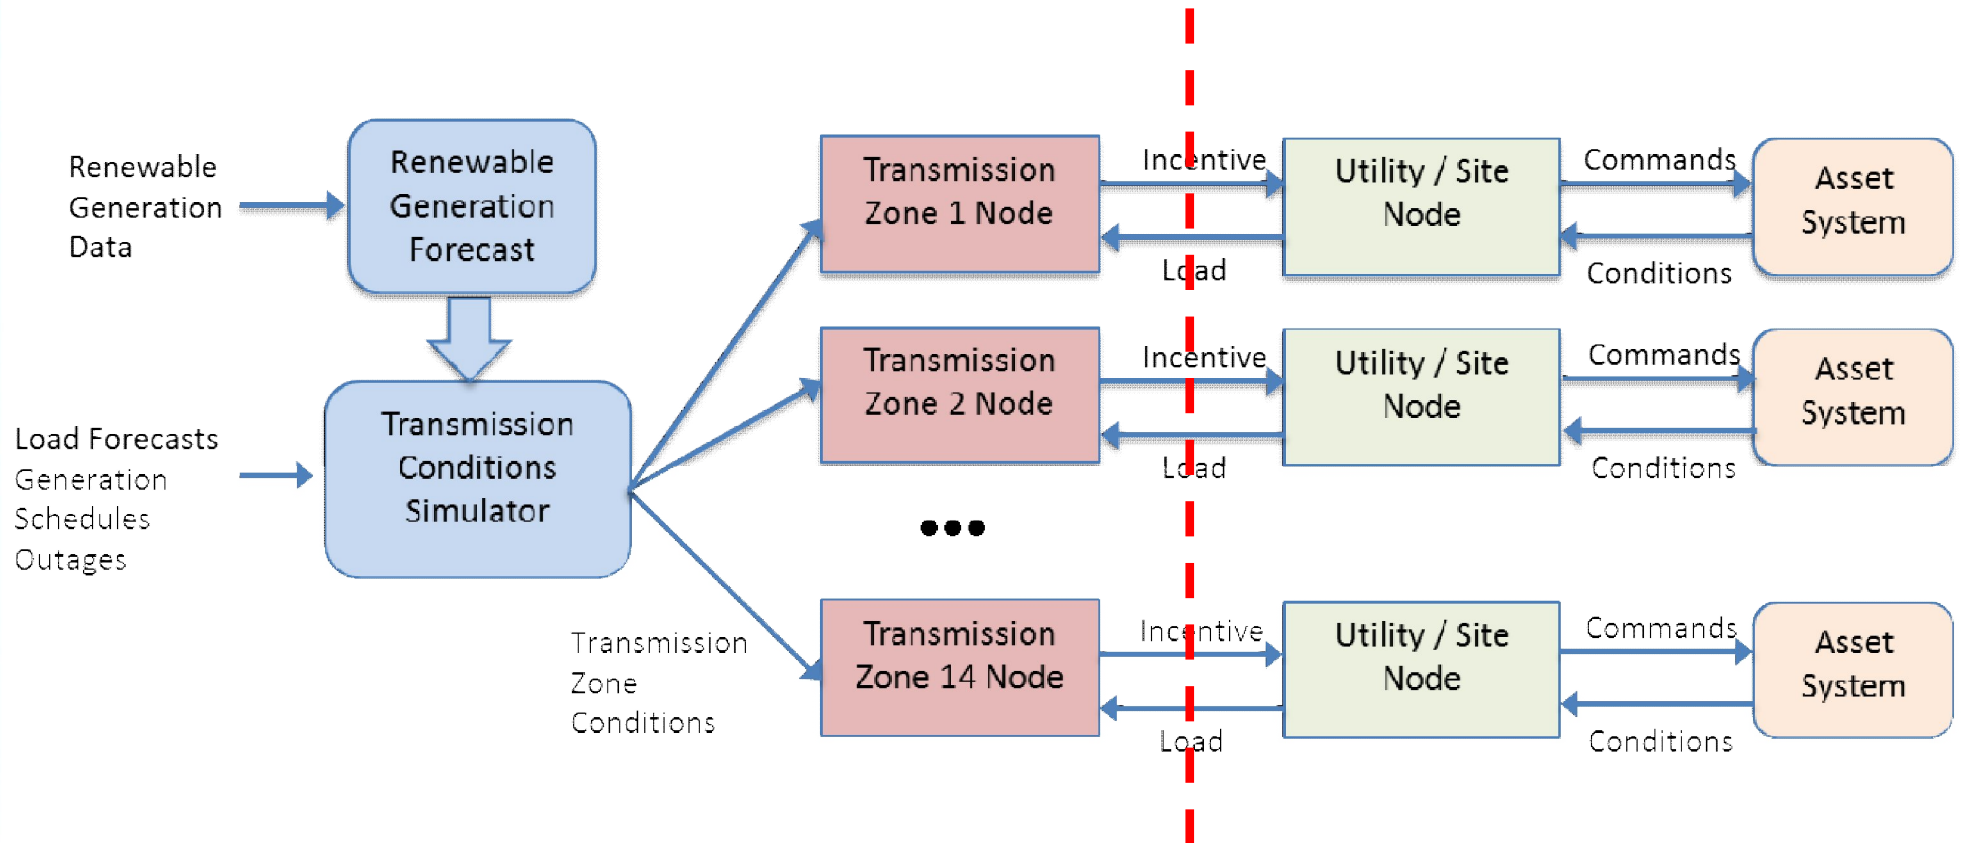 Renewable
Generation
Data
Renewable
Generation
Forecast
Load Forecasts
Generation
Schedules
Outages
Transmission
Conditions
Simulator
Transmission
Zone
Conditions
Transmission
Zone 1 Node
Incentive
Load
Utility / Site
Node
Commands
Conditions
Asset
System
Transmission
Zone 2 Node
Incentive
Load
Utility / Site
Node
Commands
Conditions
Asset
System
•••
Transmission
Zone 14 Node
Incentive
Load
Utility / Site
Node
Commands
Conditions
Asset
System